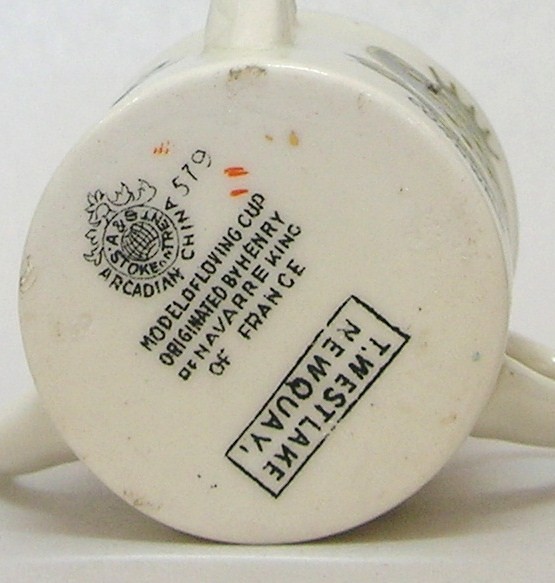 A & S
STOKE ON TRENT
ARCADIAN CHINA
579
MODEL OF LOVING CUP
ORIGINATED BY HENRY
OF NAVARRE KING
OF FRANCE
T. WESTLAKE
NEWQUAY,